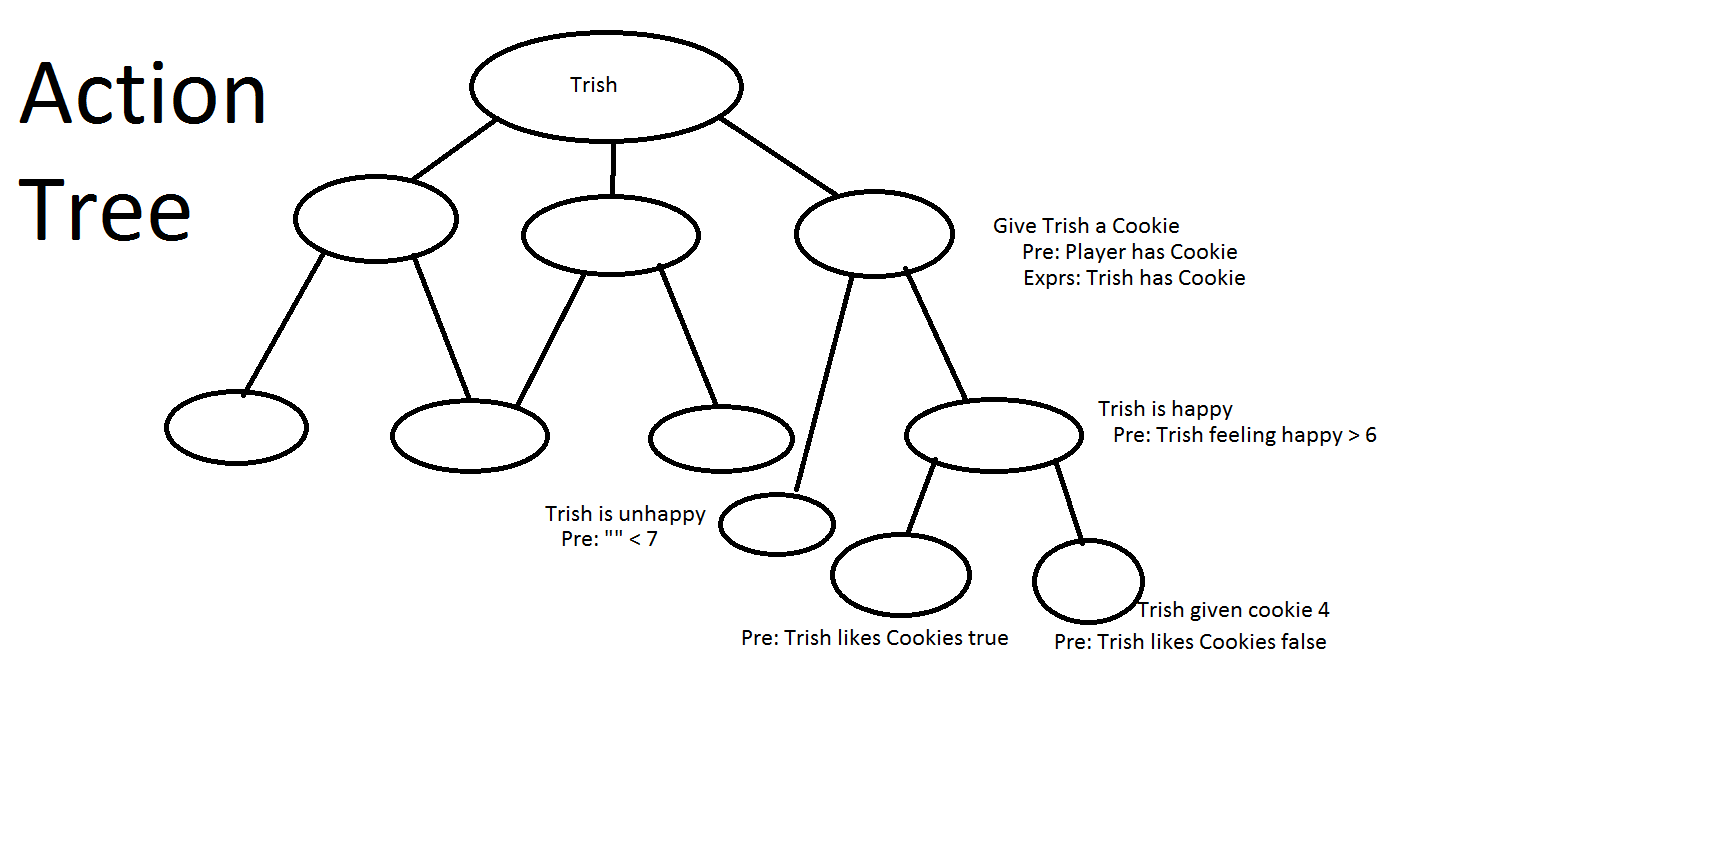 Action
Tree
Trish
Give Trish a Cookie
Pre: Player has Cookie
Exprs: Trish has Cookie
Trish is happy
Pre: Trish feeling happy > 6
Trish is unhappy
Pre: "" < 7
Trish given cookie 4
Pre: Trish likes Cookies true
Pre: Trish likes Cookies false